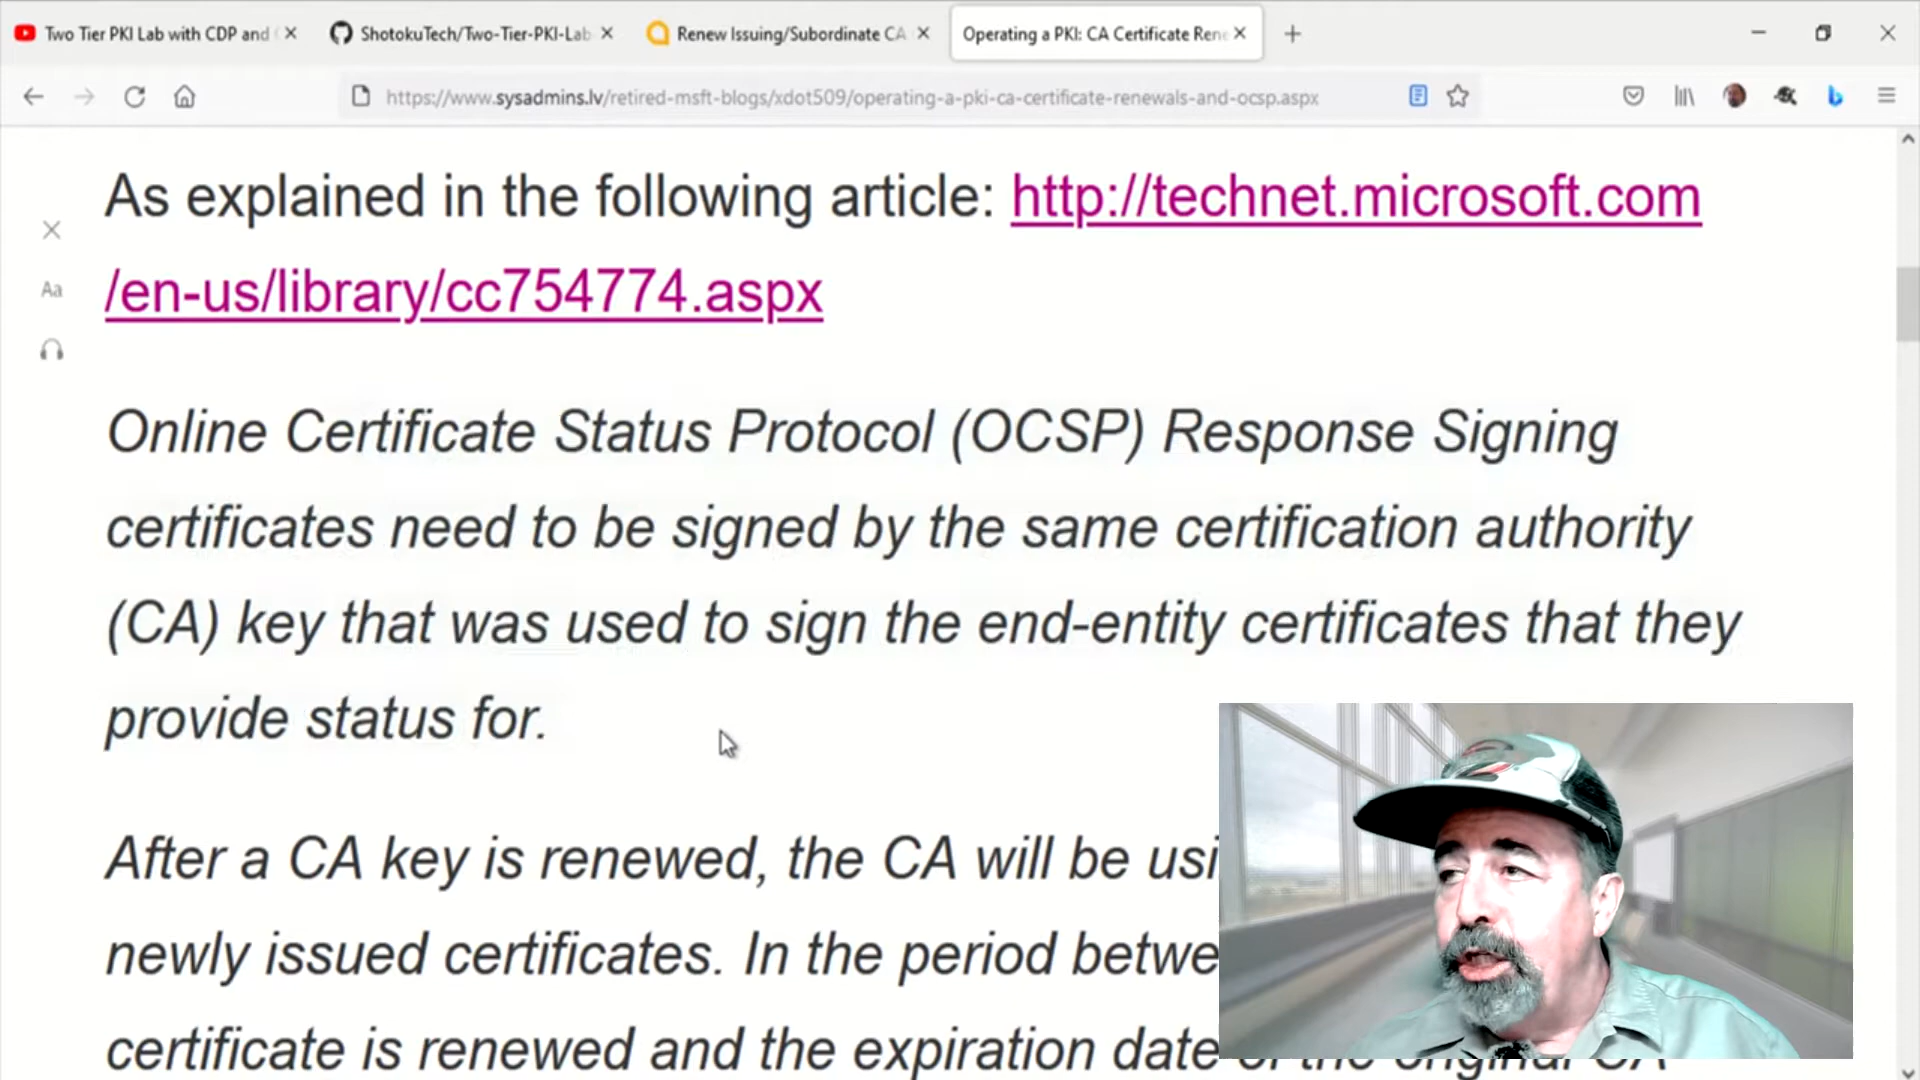 Two Tier PKI Lab with CDP and
ShotokuTech/Two-Tier-PKI-Lab
Renew Issuing/Subordinate CA
Operating a PKI: CA Certificate Rene
https://www.sysadmins.lv/retired-msft-blogs/xdot509/operating-a-pki-ca-certificate-renewals-and-ocsp.aspx
As explained in the following article: http://technet.microsoft.com
/en-us/library/cc754774.aspx
Aa
Online Certificate Status Protocol (OCSP) Response Signing
certificates need to be signed by the same certification authority
(CA) key that was used to sign the end-entity certificates that they
provide status for.
After a CA key is renewed, the CA will be usi
newly issued certificates. In the period betwe
certificate is renewed and the expiration date of the original CA